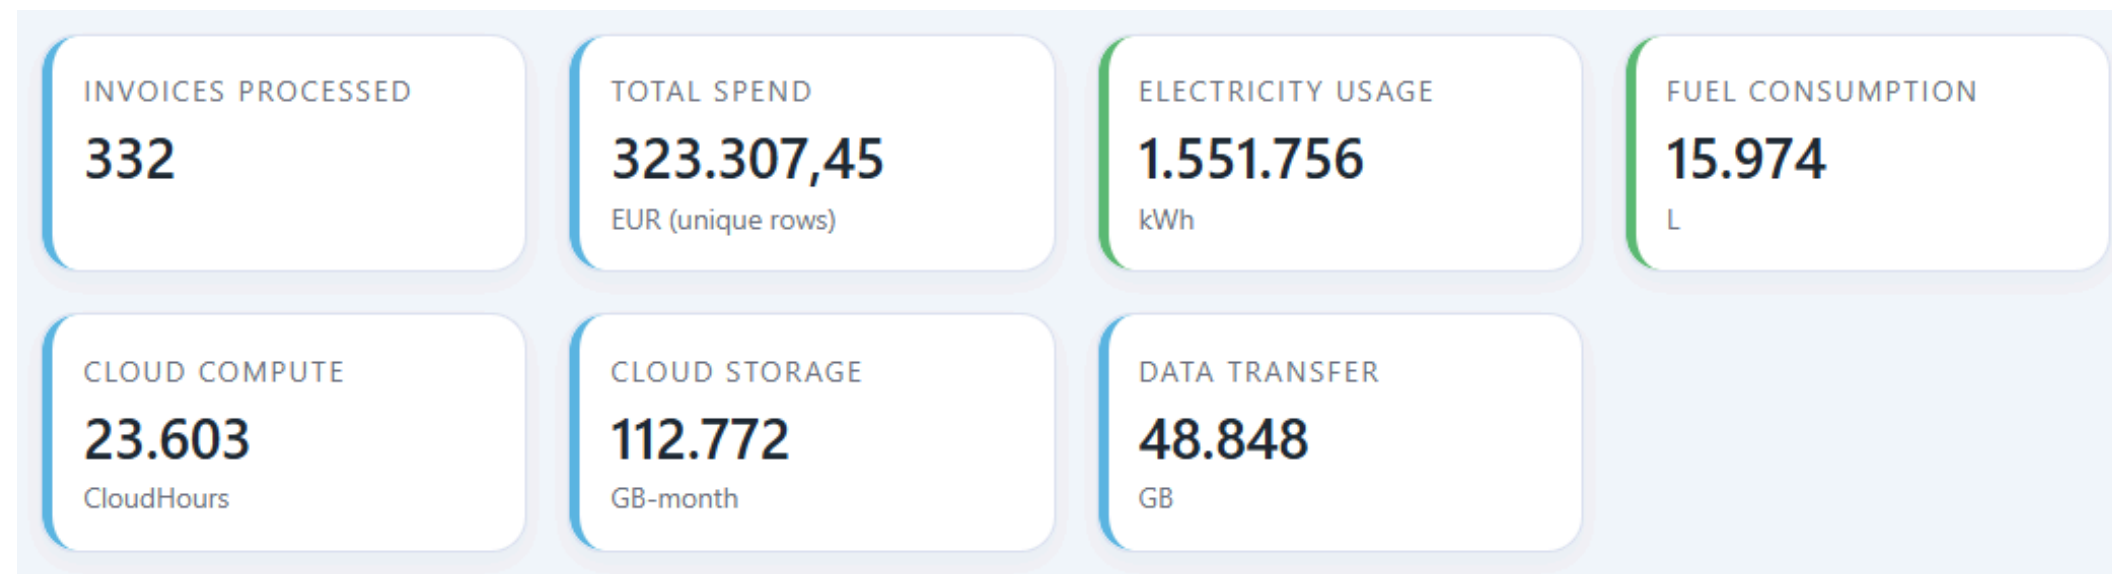 INVOICES PROCESSED
332
TOTAL SPEND
323.307,45
EUR (unique rows)
ELECTRICITY USAGE
1.551.756
kWh
FUEL CONSUMPTION
15.974
L
CLOUD COMPUTE
23.603
CloudHours
CLOUD STORAGE
112.772
GB-month
DATA TRANSFER
48.848
GB